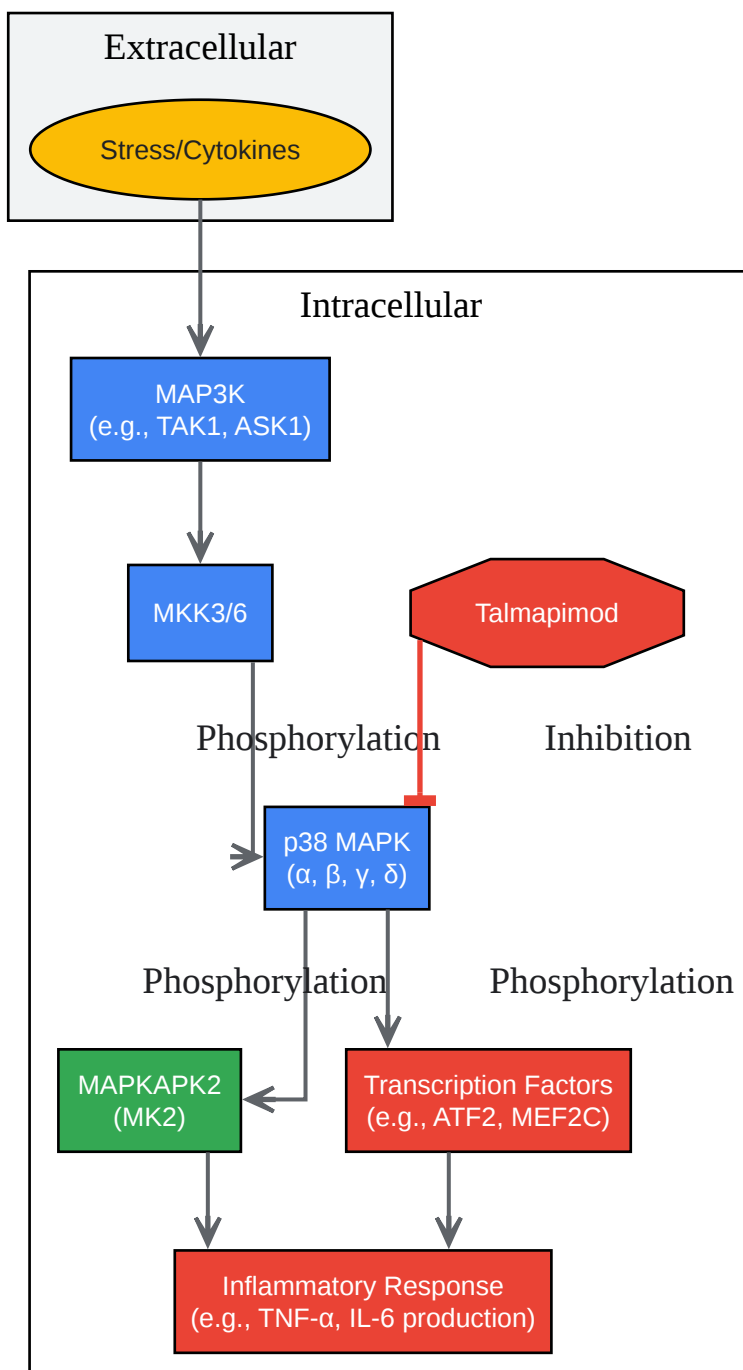 Extracellular
Stress/Cytokines
Intracellular
MAP3K
(e.g., TAK1, ASK1)
MKK3/6
Talmapimod
Phosphorylation
Inhibition
p38 MAPK
(α, β, γ, δ)
Phosphorylation
Phosphorylation
MAPKAPK2
(MK2)
Transcription Factors
(e.g., ATF2, MEF2C)
Inflammatory Response
(e.g., TNF-α, IL-6 production)